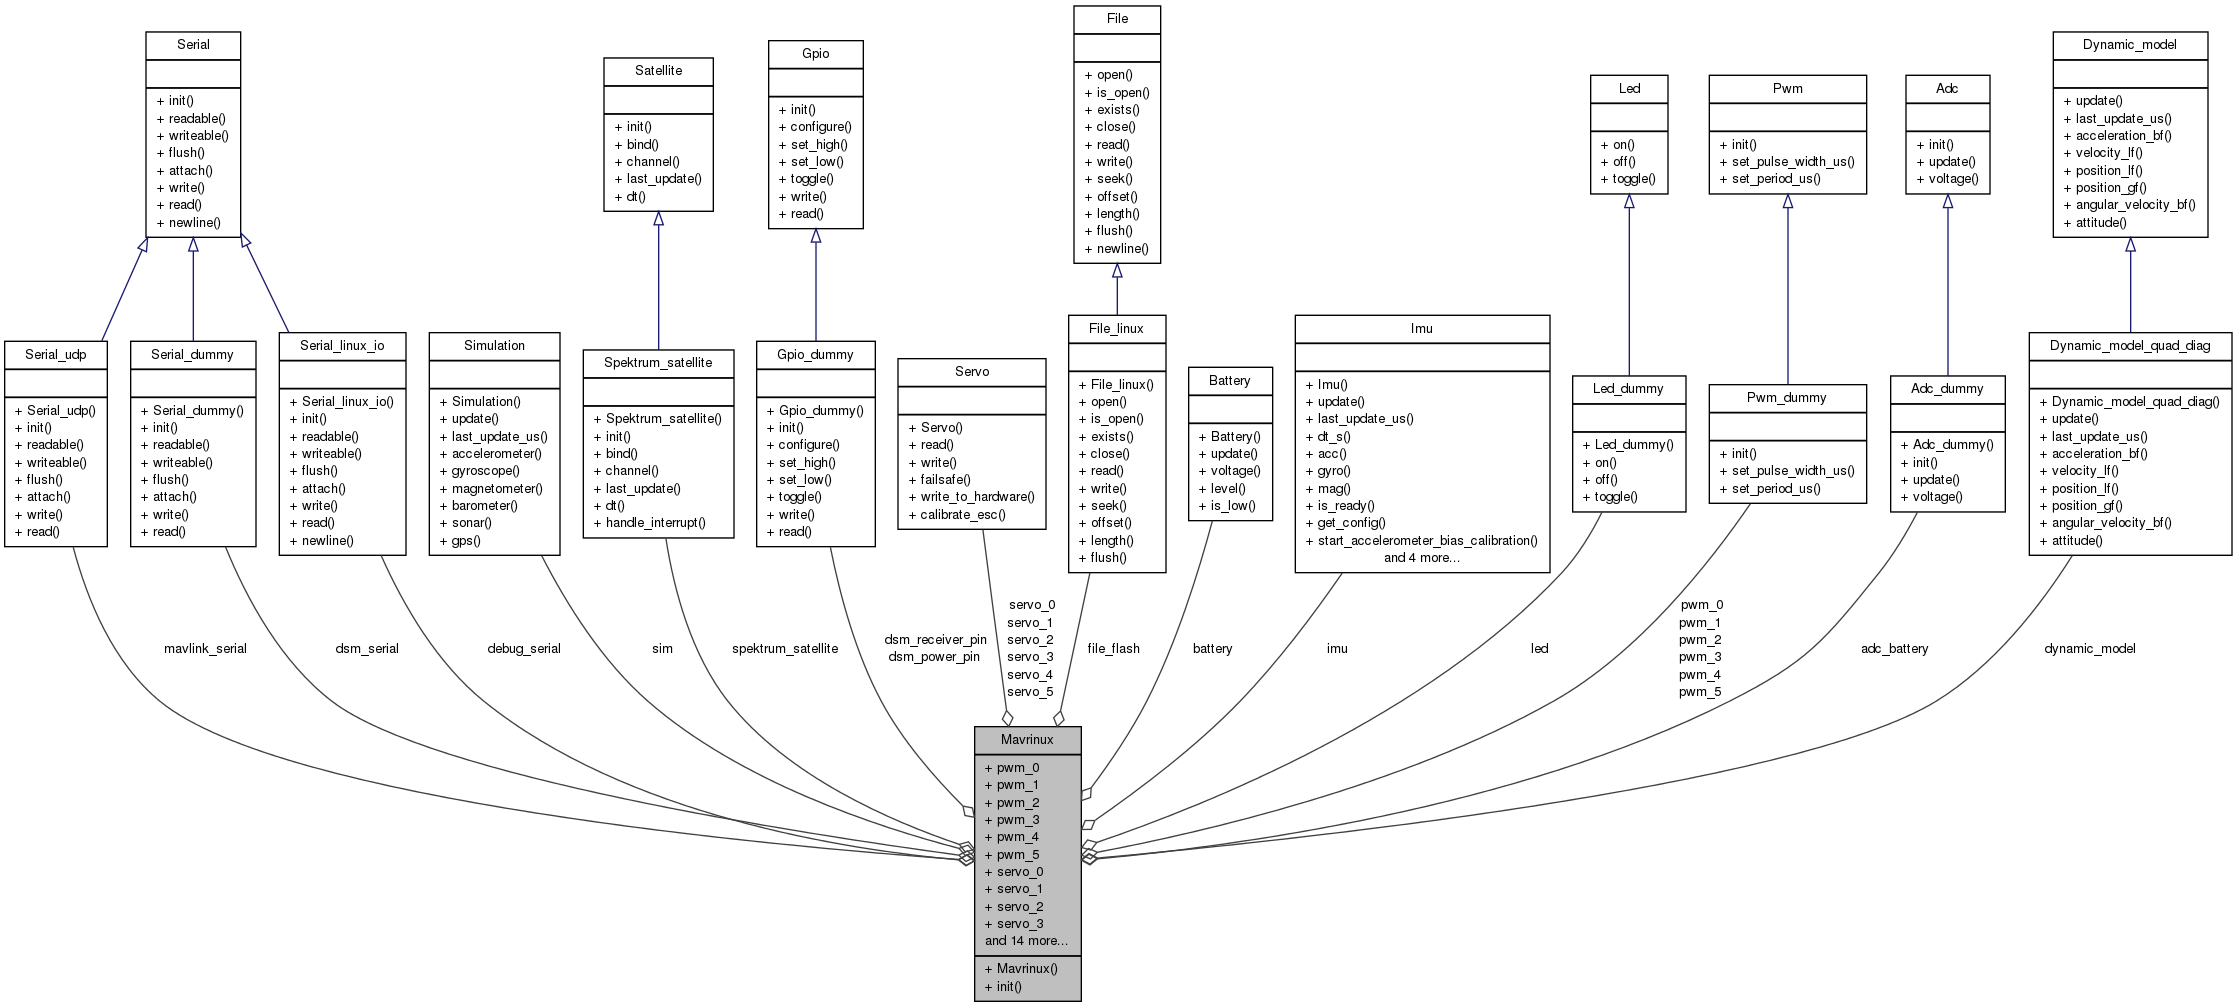 Serial
+ init()
+ readable()
+ writeable()
+ flush()
+ attach()
+ write()
+ read()
+ newline()
Satellite
+ init()
+ bind()
+ channel()
+ last_update()
+ dt()
Gpio
+ init()
+ configure()
+ set_high()
+ set_low()
+ toggle()
+ write()
+ read()
File
+ open()
+ is_open()
+ exists()
+ close()
+ read()
+ write()
+ seek()
+ offset()
+ length()
+ flush()
+ newline()
Led
+ on()
+ off()
+ toggle()
Pwm
+ init()
+ set_pulse_width_us()
+ set_period_us()
Adc
+ init()
+ update()
+ voltage()
Dynamic_model
+ update()
+ last_update_us()
+ acceleration_bf()
+ velocity_lf()
+ position_lf()
+ position_gf()
+ angular_velocity_bf()
+ attitude()
Serial_udp
+ Serial_udp()
+ init()
+ readable()
+ writeable()
+ flush()
+ attach()
+ write()
+ read()
Serial_dummy
+ Serial_dummy()
+ init()
+ readable()
+ writeable()
+ flush()
+ attach()
+ write()
+ read()
Serial_linux_io
+ Serial_linux_io()
+ init()
+ readable()
+ writeable()
+ flush()
+ attach()
+ write()
+ read()
+ newline()
Simulation
+ Simulation()
+ update()
+ last_update_us()
+ accelerometer()
+ gyroscope()
+ magnetometer()
+ barometer()
+ sonar()
+ gps()
Spektrum_satellite
+ Spektrum_satellite()
+ init()
+ bind()
+ channel()
+ last_update()
+ dt()
+ handle_interrupt()
Gpio_dummy
+ Gpio_dummy()
+ init()
+ configure()
+ set_high()
+ set_low()
+ toggle()
+ write()
+ read()
Servo
+ Servo()
+ read()
+ write()
+ failsafe()
+ write_to_hardware()
+ calibrate_esc()
File_linux
+ File_linux()
+ open()
+ is_open()
+ exists()
+ close()
+ read()
+ write()
+ seek()
+ offset()
+ length()
+ flush()
Battery
+ Battery()
+ update()
+ voltage()
+ level()
+ is_low()
Imu
+ Imu()
+ update()
+ last_update_us()
+ dt_s()
+ acc()
+ gyro()
+ mag()
+ is_ready()
+ get_config()
+ start_accelerometer_bias_calibration()
and 4 more...
Led_dummy
+ Led_dummy()
+ on()
+ off()
+ toggle()
Pwm_dummy
+ init()
+ set_pulse_width_us()
+ set_period_us()
Adc_dummy
+ Adc_dummy()
+ init()
+ update()
+ voltage()
Dynamic_model_quad_diag
+ Dynamic_model_quad_diag()
+ update()
+ last_update_us()
+ acceleration_bf()
+ velocity_lf()
+ position_lf()
+ position_gf()
+ angular_velocity_bf()
+ attitude()
mavlink_serial
dsm_serial
debug_serial
sim
spektrum_satellite
dsm_receiver_pin
dsm_power_pin
servo_0
servo_1
servo_2
servo_3
servo_4
servo_5
file_flash
battery
imu
led
pwm_0
pwm_1
pwm_2
pwm_3
pwm_4
pwm_5
adc_battery
dynamic_model
Mavrinux
+ pwm_0
+ pwm_1
+ pwm_2
+ pwm_3
+ pwm_4
+ pwm_5
+ servo_0
+ servo_1
+ servo_2
+ servo_3
and 14 more...
+ Mavrinux()
+ init()